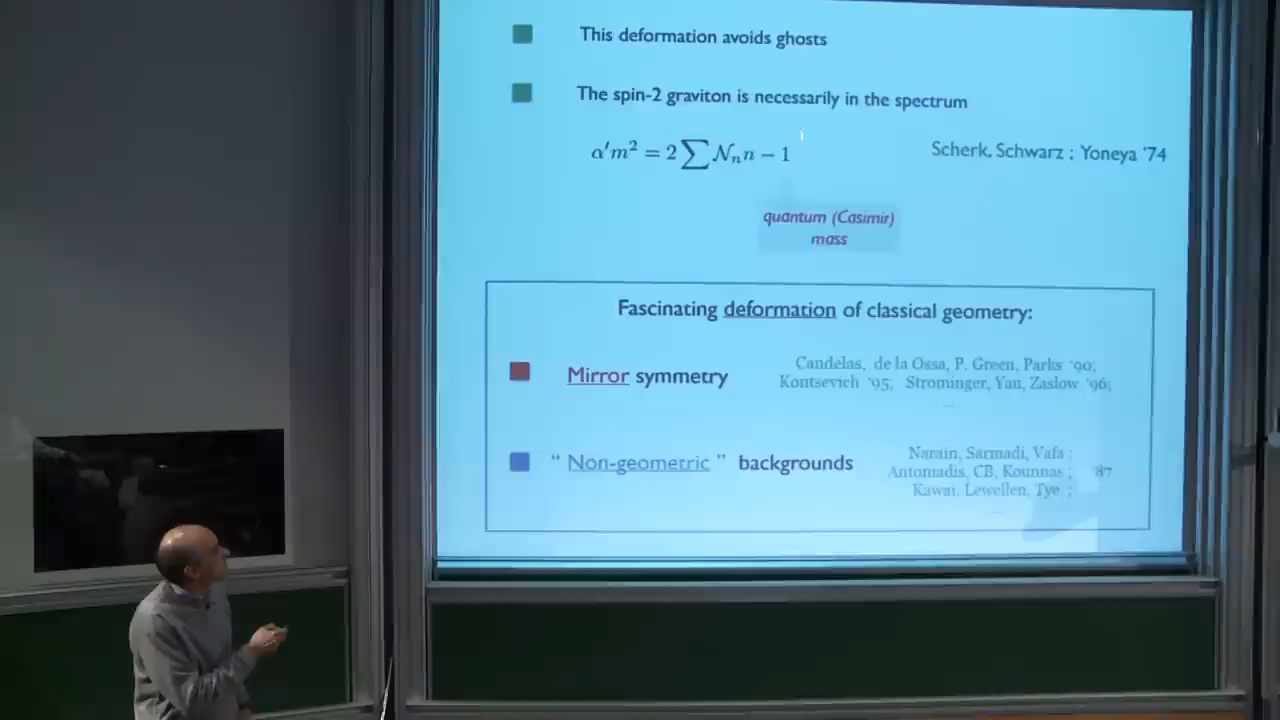 This deformation avoids ghosts
The spin-2 graviton is necessarily in the spectrum
α′m² = 2∑𝒩ₙn − 1
Scherk, Schwarz ; Yoneya '74
quantum (Casimir)
mass
Fascinating deformation of classical geometry:
Mirror symmetry
Candelas, de la Ossa, P. Green, Parks '90;
Kontsevich '95; Strominger, Yau, Zaslow '96;
...
" Non-geometric " backgrounds
Narain, Sarmadi, Vafa ;
Antoniadis, CB, Kounnas ; '87
Kawai, Lewellen, Tye ;